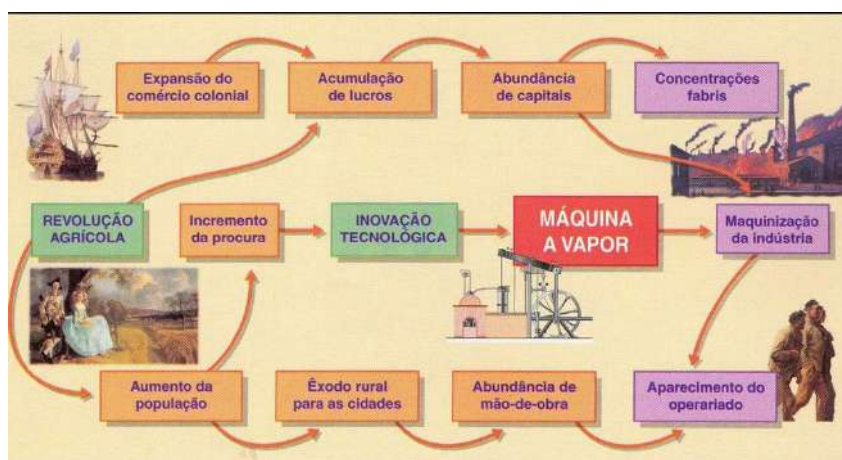 Expansão do
comércio colonial
Acumulação
de lucros
Abundância
de capitais
Concentrações
fabris
REVOLUÇÃO
AGRÍCOLA
Incremento
da procura
INOVAÇÃO
TECNOLÓGICA
MÁQUINA
A VAPOR
Maquinização
da indústria
Aumento da
população
Êxodo rural
para as cidades
Abundância de
mão-de-obra
Aparecimento do
operariado